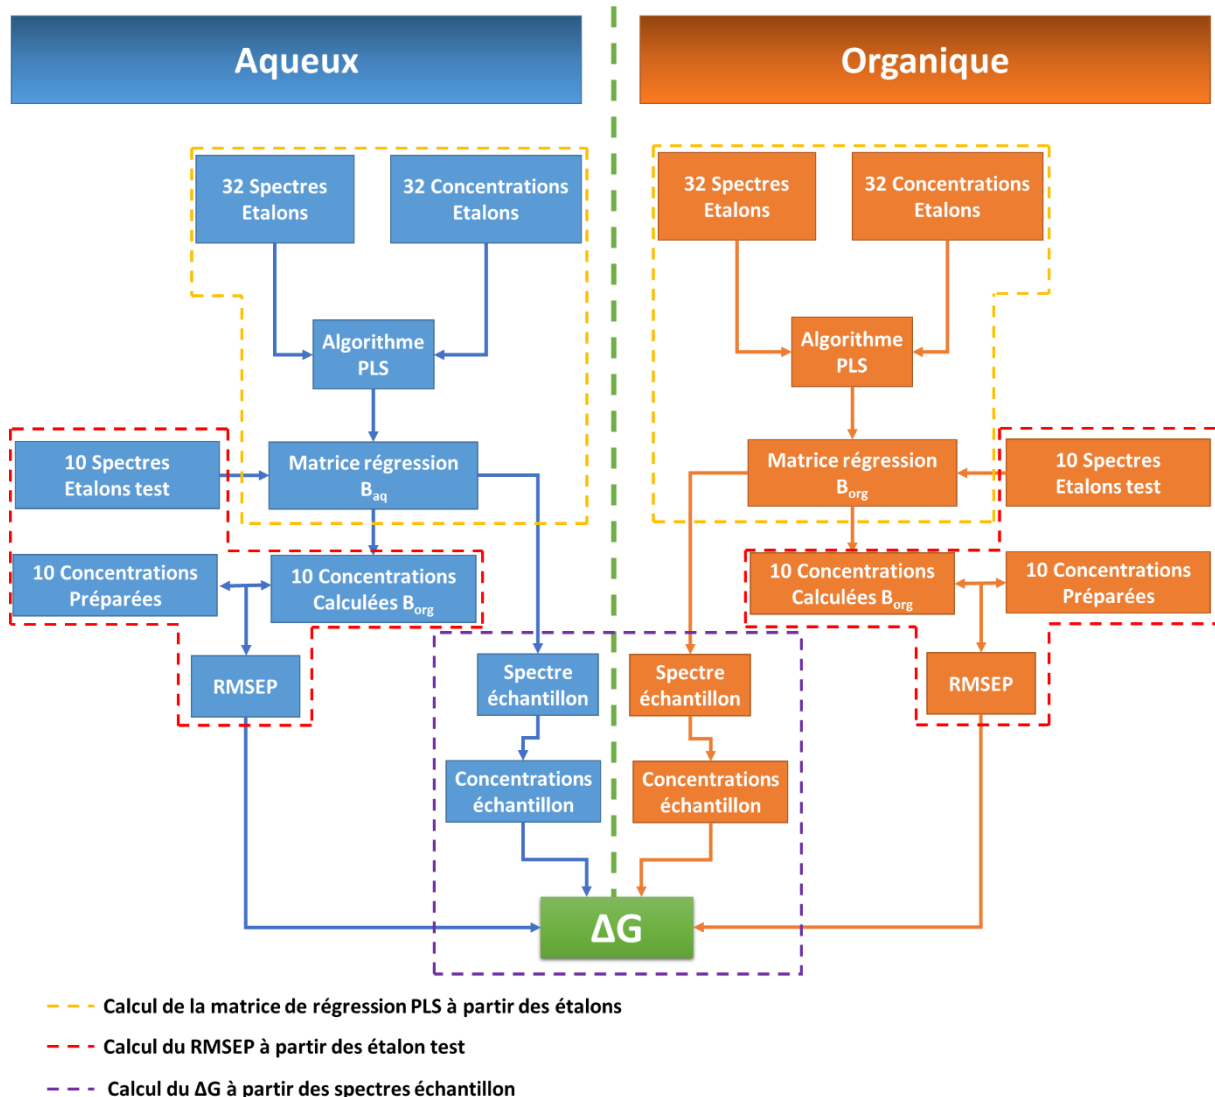 Aqueux
Organique
32 Spectres
Etalons
32 Concentrations
Etalons
32 Spectres
Etalons
32 Concentrations
Etalons
Algorithme
PLS
Algorithme
PLS
10 Spectres
Etalons test
Matrice régression
Baq
Matrice régression
Borg
10 Spectres
Etalons test
10 Concentrations
Préparées
10 Concentrations
Calculées Borg
10 Concentrations
Calculées Borg
10 Concentrations
Préparées
RMSEP
Spectre
échantillon
Spectre
échantillon
RMSEP
Concentrations
échantillon
Concentrations
échantillon
ΔG
Calcul de la matrice de régression PLS à partir des étalons
Calcul du RMSEP à partir des étalon test
Calcul du ΔG à partir des spectres échantillon